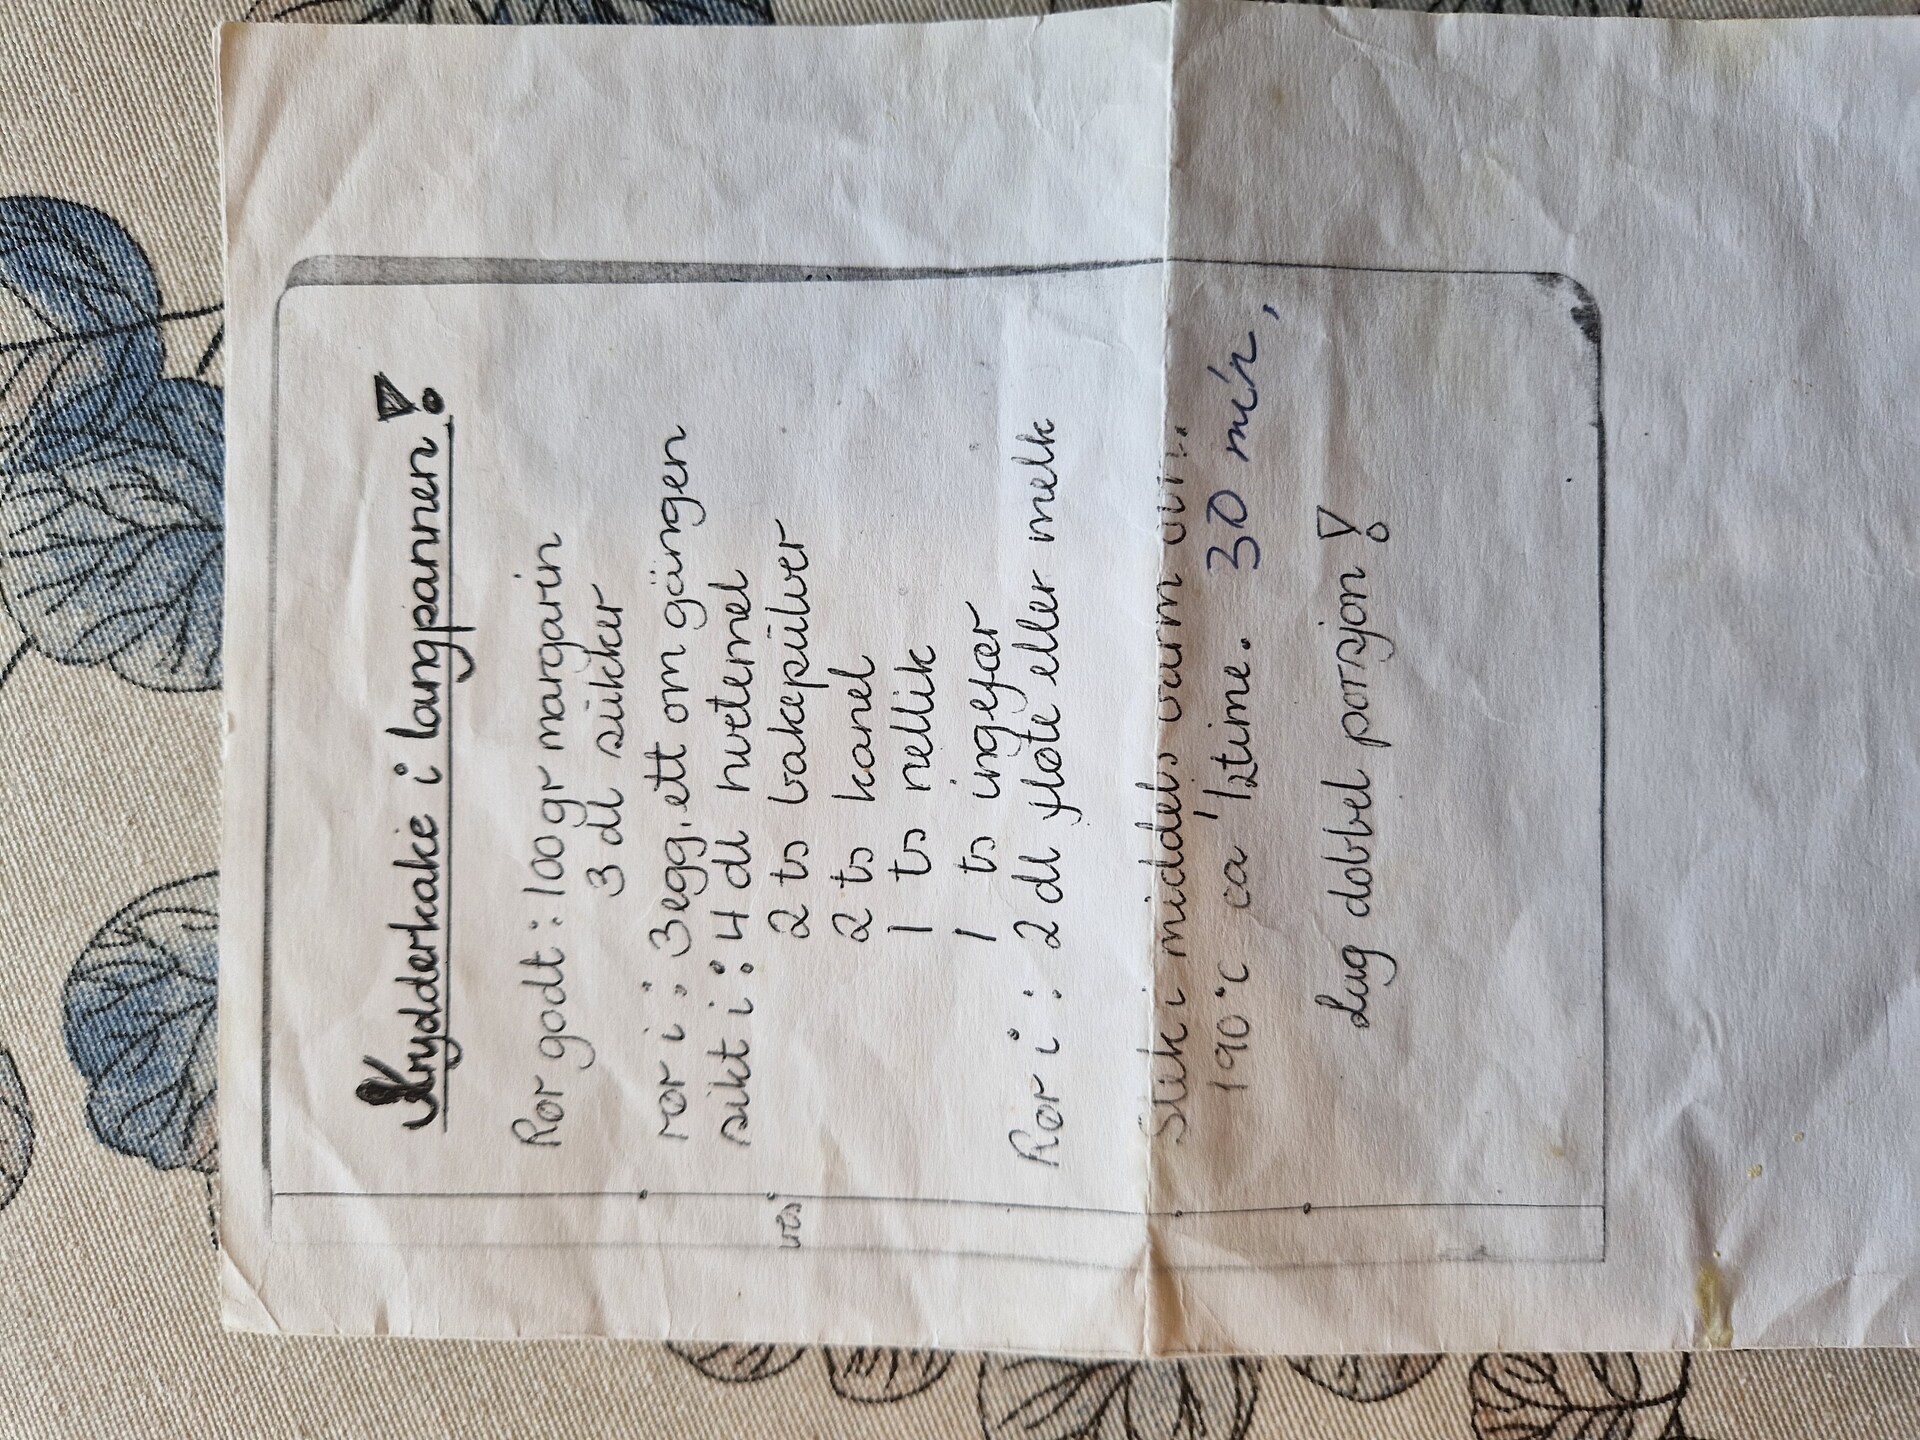 Krydderkake i langpannen!
Rør godt: 100 gr margarin
3 dl sukker
rør i: 3 egg, ett om gangen
sikt i: 4 dl hvetemel
2 ts bakepulver
2 ts kanel
1 ts nellik
1 ts ingefær
Rør i: 2 dl fløte eller melk
Stek i middels varm ovn.
190°C ca 1/2 time. 30 min,
Lag dobbel porsjon!